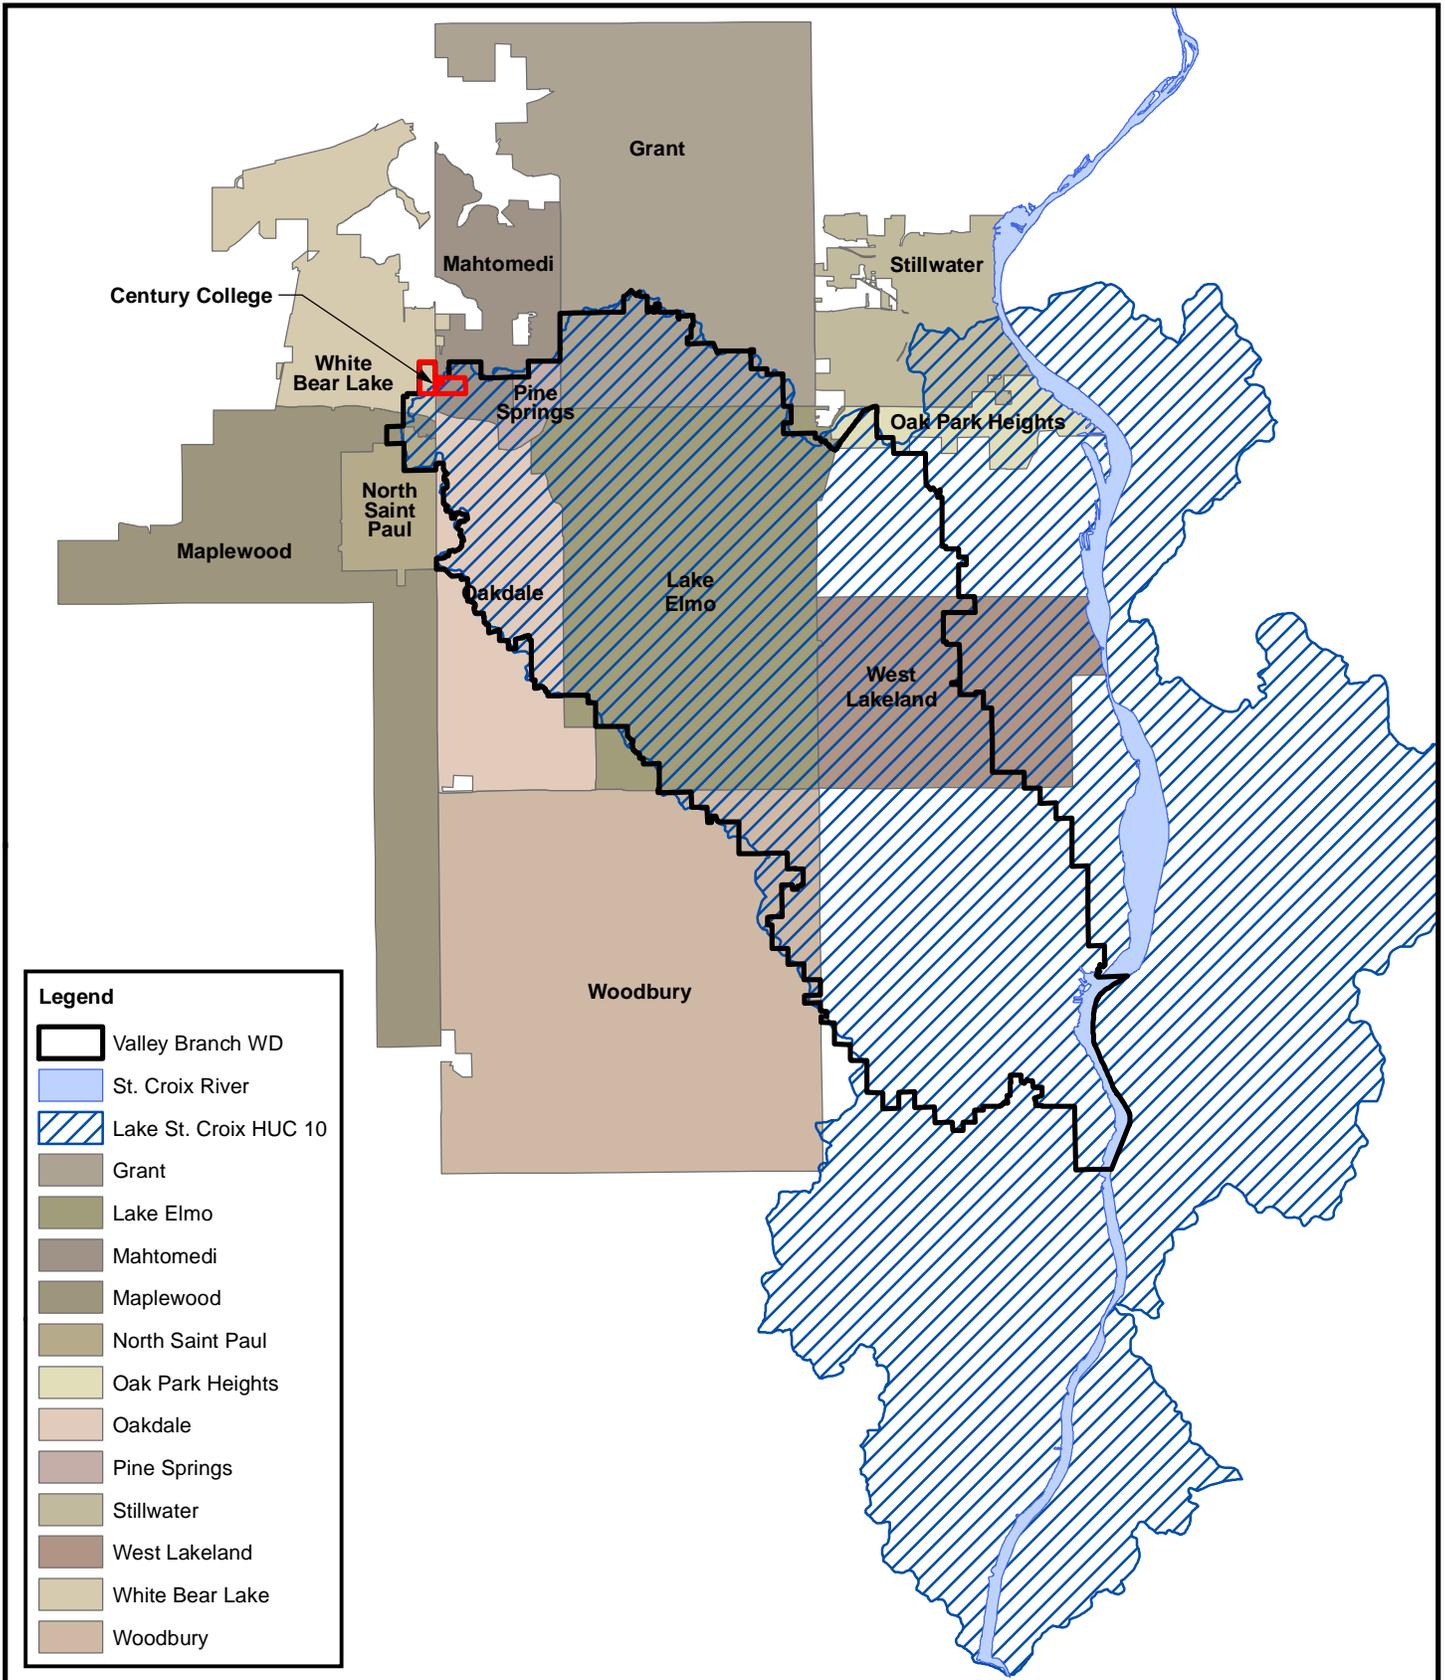 Grant
Mahtomedi
Stillwater
Century College
White
Bear Lake
Pine
Springs
Oak Park Heights
North
Saint
Paul
Maplewood
Oakdale
Lake
Elmo
West
Lakeland
Woodbury
Legend
Valley Branch WD
St. Croix River
Lake St. Croix HUC 10
Grant
Lake Elmo
Mahtomedi
Maplewood
North Saint Paul
Oak Park Heights
Oakdale
Pine Springs
Stillwater
West Lakeland
White Bear Lake
Woodbury